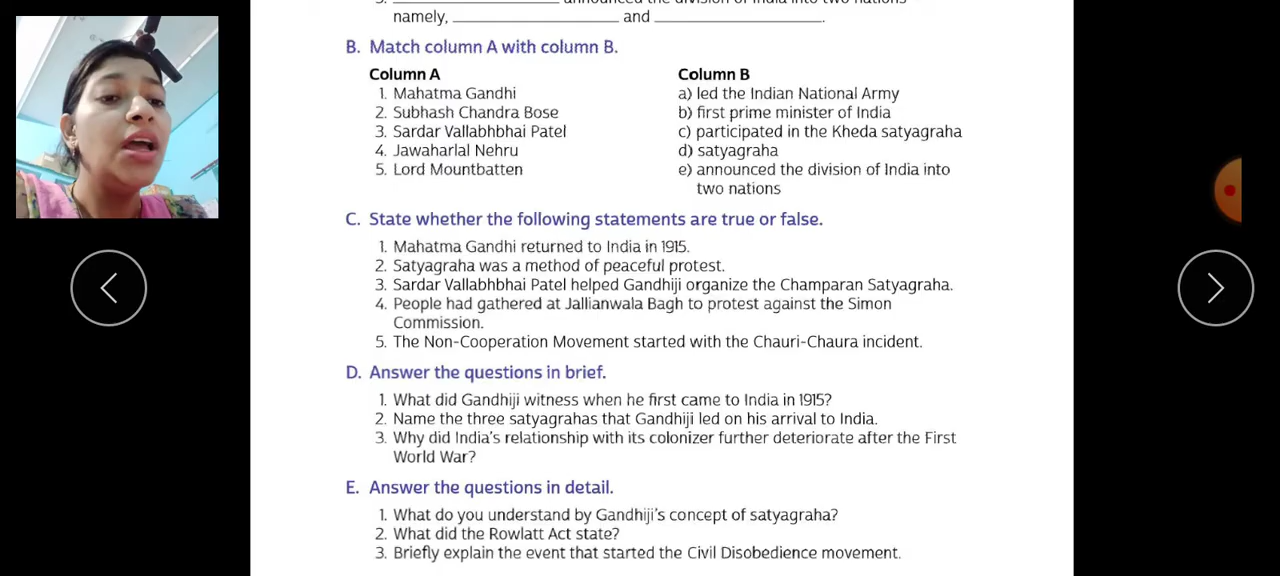 namely, ____________________ and ____________________.
B. Match column A with column B.
Column A
Column B
1. Mahatma Gandhi
a) led the Indian National Army
2. Subhash Chandra Bose
b) first prime minister of India
3. Sardar Vallabhbhai Patel
c) participated in the Kheda satyagraha
4. Jawaharlal Nehru
d) satyagraha
5. Lord Mountbatten
e) announced the division of India into
two nations
C. State whether the following statements are true or false.
1. Mahatma Gandhi returned to India in 1915.
2. Satyagraha was a method of peaceful protest.
3. Sardar Vallabhbhai Patel helped Gandhiji organize the Champaran Satyagraha.
4. People had gathered at Jallianwala Bagh to protest against the Simon
Commission.
5. The Non-Cooperation Movement started with the Chauri-Chaura incident.
D. Answer the questions in brief.
1. What did Gandhiji witness when he first came to India in 1915?
2. Name the three satyagrahas that Gandhiji led on his arrival to India.
3. Why did India's relationship with its colonizer further deteriorate after the First
World War?
E. Answer the questions in detail.
1. What do you understand by Gandhiji's concept of satyagraha?
2. What did the Rowlatt Act state?
3. Briefly explain the event that started the Civil Disobedience movement.